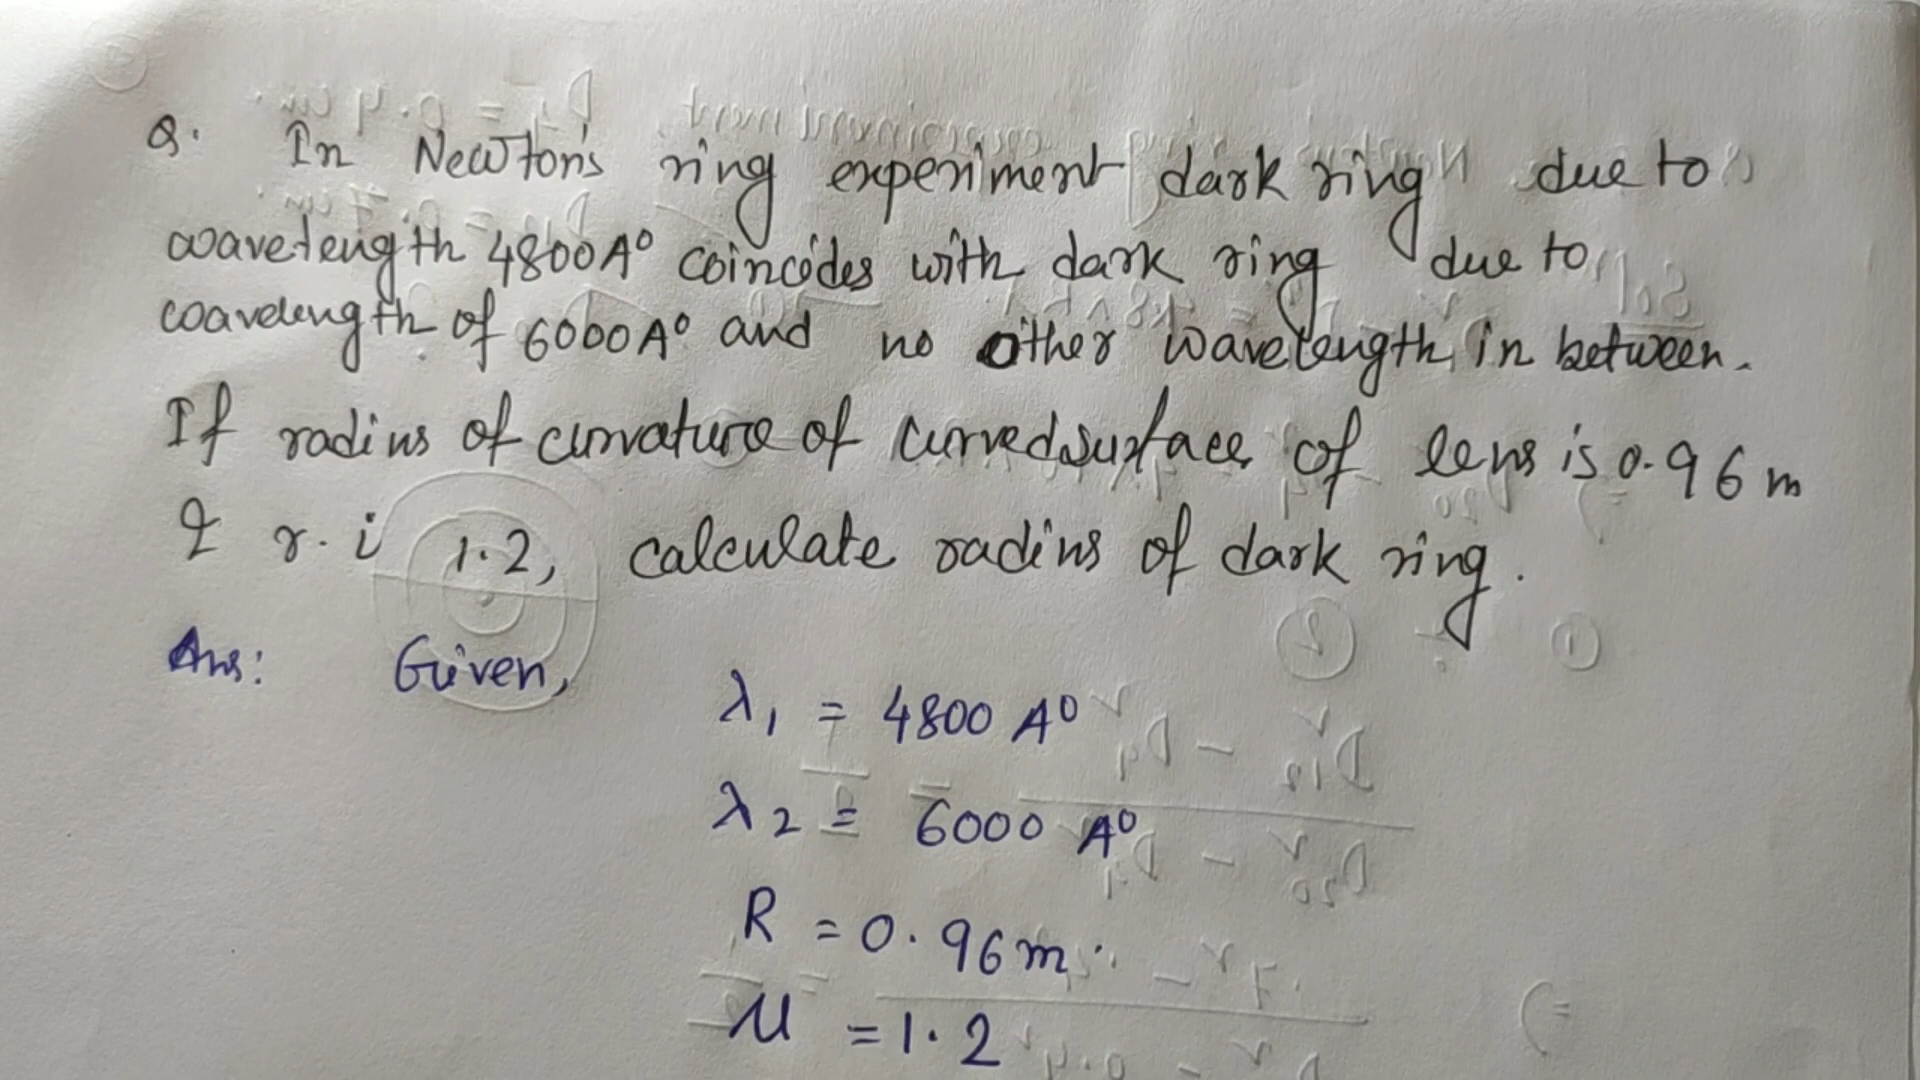 Q. In Newton's ring experiment dark ring due to
wavelength 4800A° coincides with dark ring due to
wavelength of 6000A° and no other wavelength in between.
If radius of curvature of curved surface of lens is 0.96m
& r.i 1.2, calculate radius of dark ring.
Ans: Given,
λ1 = 4800 A°
λ2 = 6000 A°
R = 0.96m.
μ = 1.2